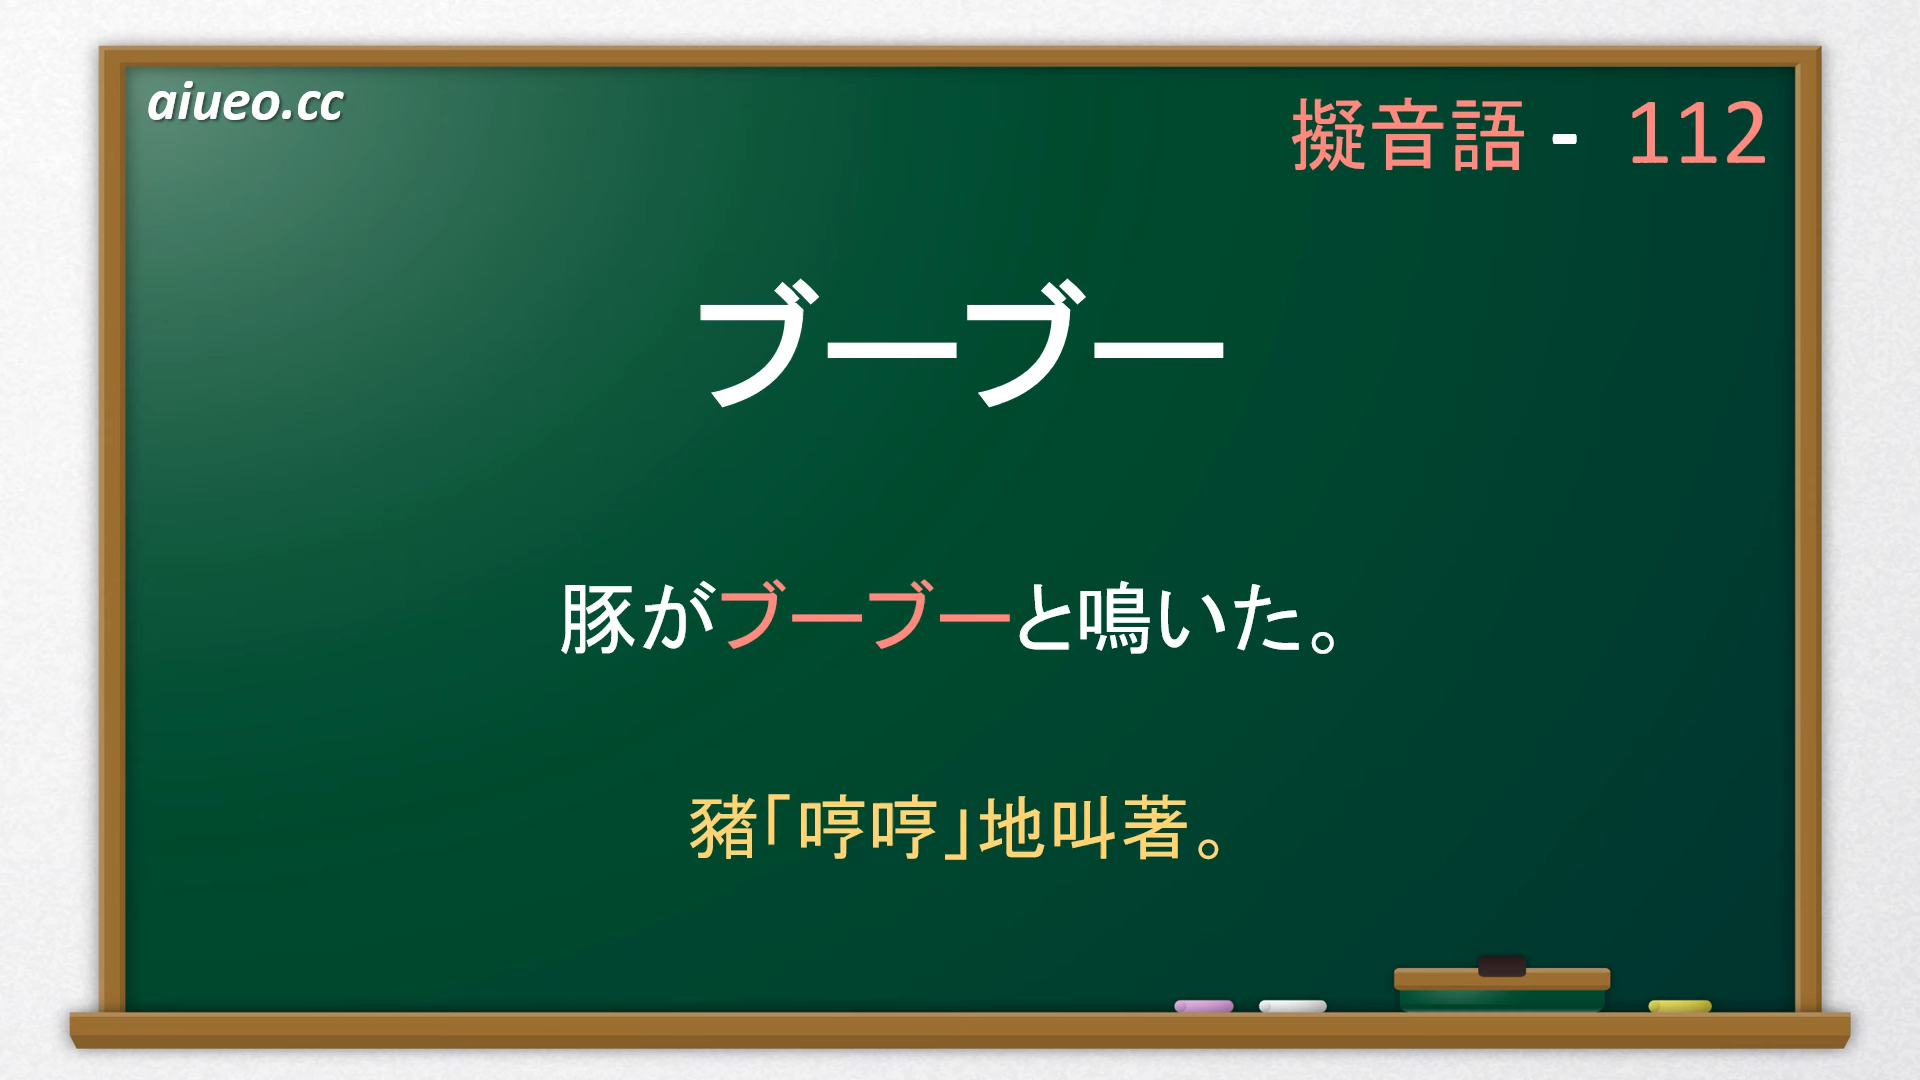 aiueo.cc
擬音語 - 112
ブーブー
豚がブーブーと鳴いた。
豬「哼哼」地叫著。